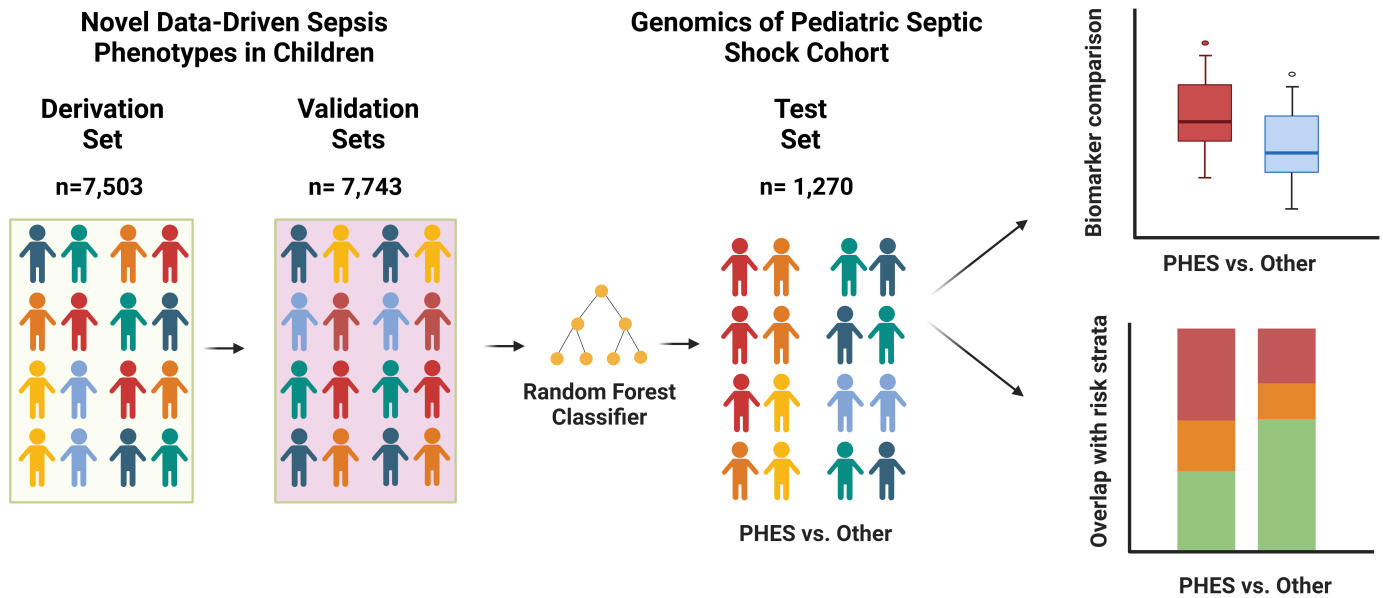 Novel Data-Driven Sepsis
Phenotypes in Children
Derivation
Set
n=7,503
Validation
Sets
n= 7,743
Random Forest
Classifier
Genomics of Pediatric Septic
Shock Cohort
Test
Set
n= 1,270
PHES vs. Other
Biomarker comparison
PHES vs. Other
Overlap with risk strata
PHES vs. Other